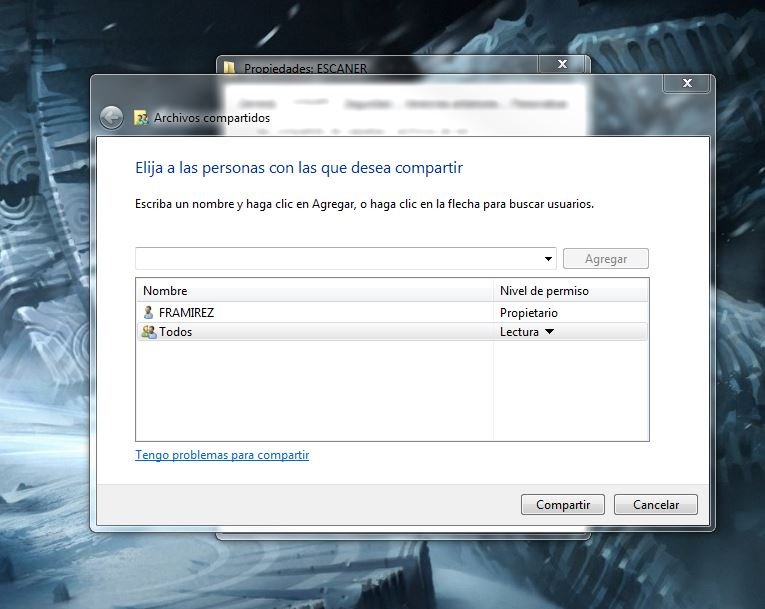 Propiedades: ESCANER
Archivos compartidos
Elija a las personas con las que desea compartir
Escriba un nombre y haga clic en Agregar, o haga clic en la flecha para buscar usuarios.
Agregar
Nombre Nivel de permiso
FRAMIREZ Propietario
Todos Lectura
Tengo problemas para compartir
Compartir Cancelar